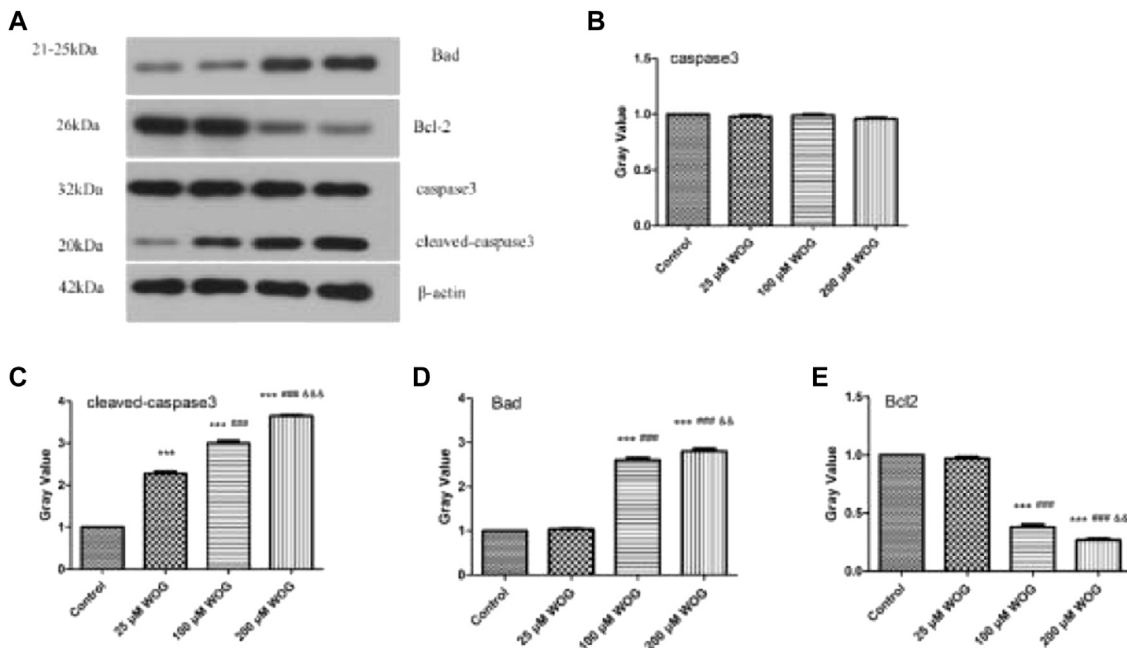 A
21-25kDa Bad
26kDa Bcl-2
32kDa caspase3
20kDa cleaved-caspase3
42kDa β-actin
B
caspase3
Gray Value
1.5
1.0
0.5
0.0
Control
25 μM WOG
100 μM WOG
200 μM WOG
C
cleaved-caspase3
*** ### &&&
*** ###
***
Gray Value
4
3
2
1
0
Control
25 μM WOG
100 μM WOG
200 μM WOG
D
Bad
*** ### &&
*** ###
Gray Value
4
3
2
1
0
Control
25 μM WOG
100 μM WOG
200 μM WOG
E
Bcl2
*** ###
*** ### &&
Gray Value
1.5
1.0
0.5
0.0
Control
25 μM WOG
100 μM WOG
200 μM WOG